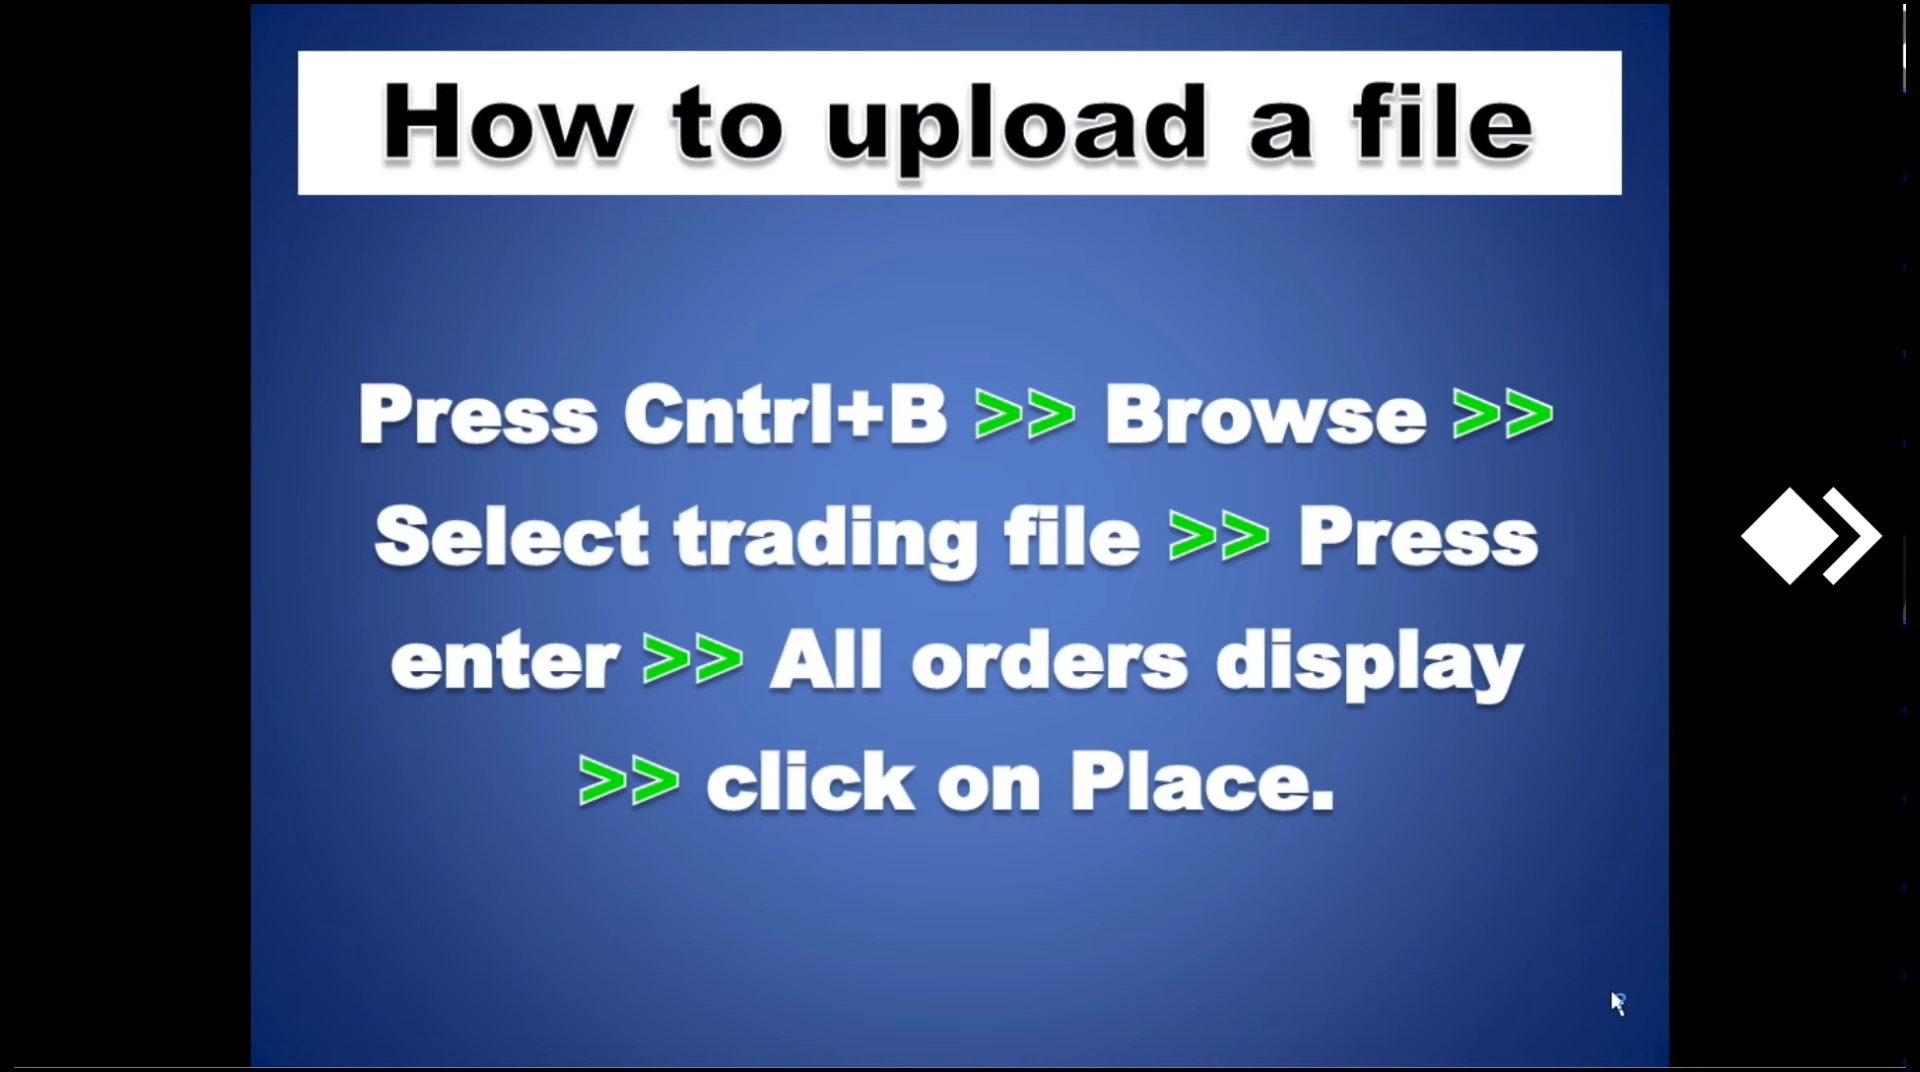 How to upload a file
Press Cntrl+B >> Browse >>
Select trading file >> Press
enter >> All orders display
>> click on Place.